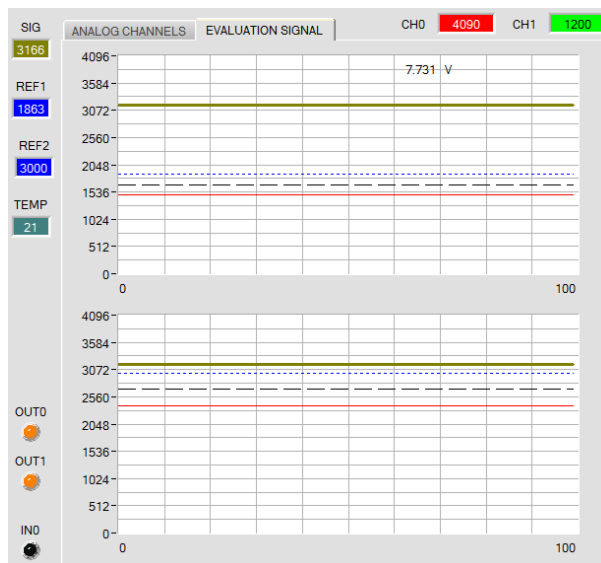 SIG
3166
REF1
1863
REF2
3000
TEMP
21
OUT0
OUT1
IN0
ANALOG CHANNELS EVALUATION SIGNAL CH0 4090 CH1 1200
7.731 V
4096
3584
3072
2560
2048
1536
1024
512
0
0 100
4096
3584
3072
2560
2048
1536
1024
512
0
0 100